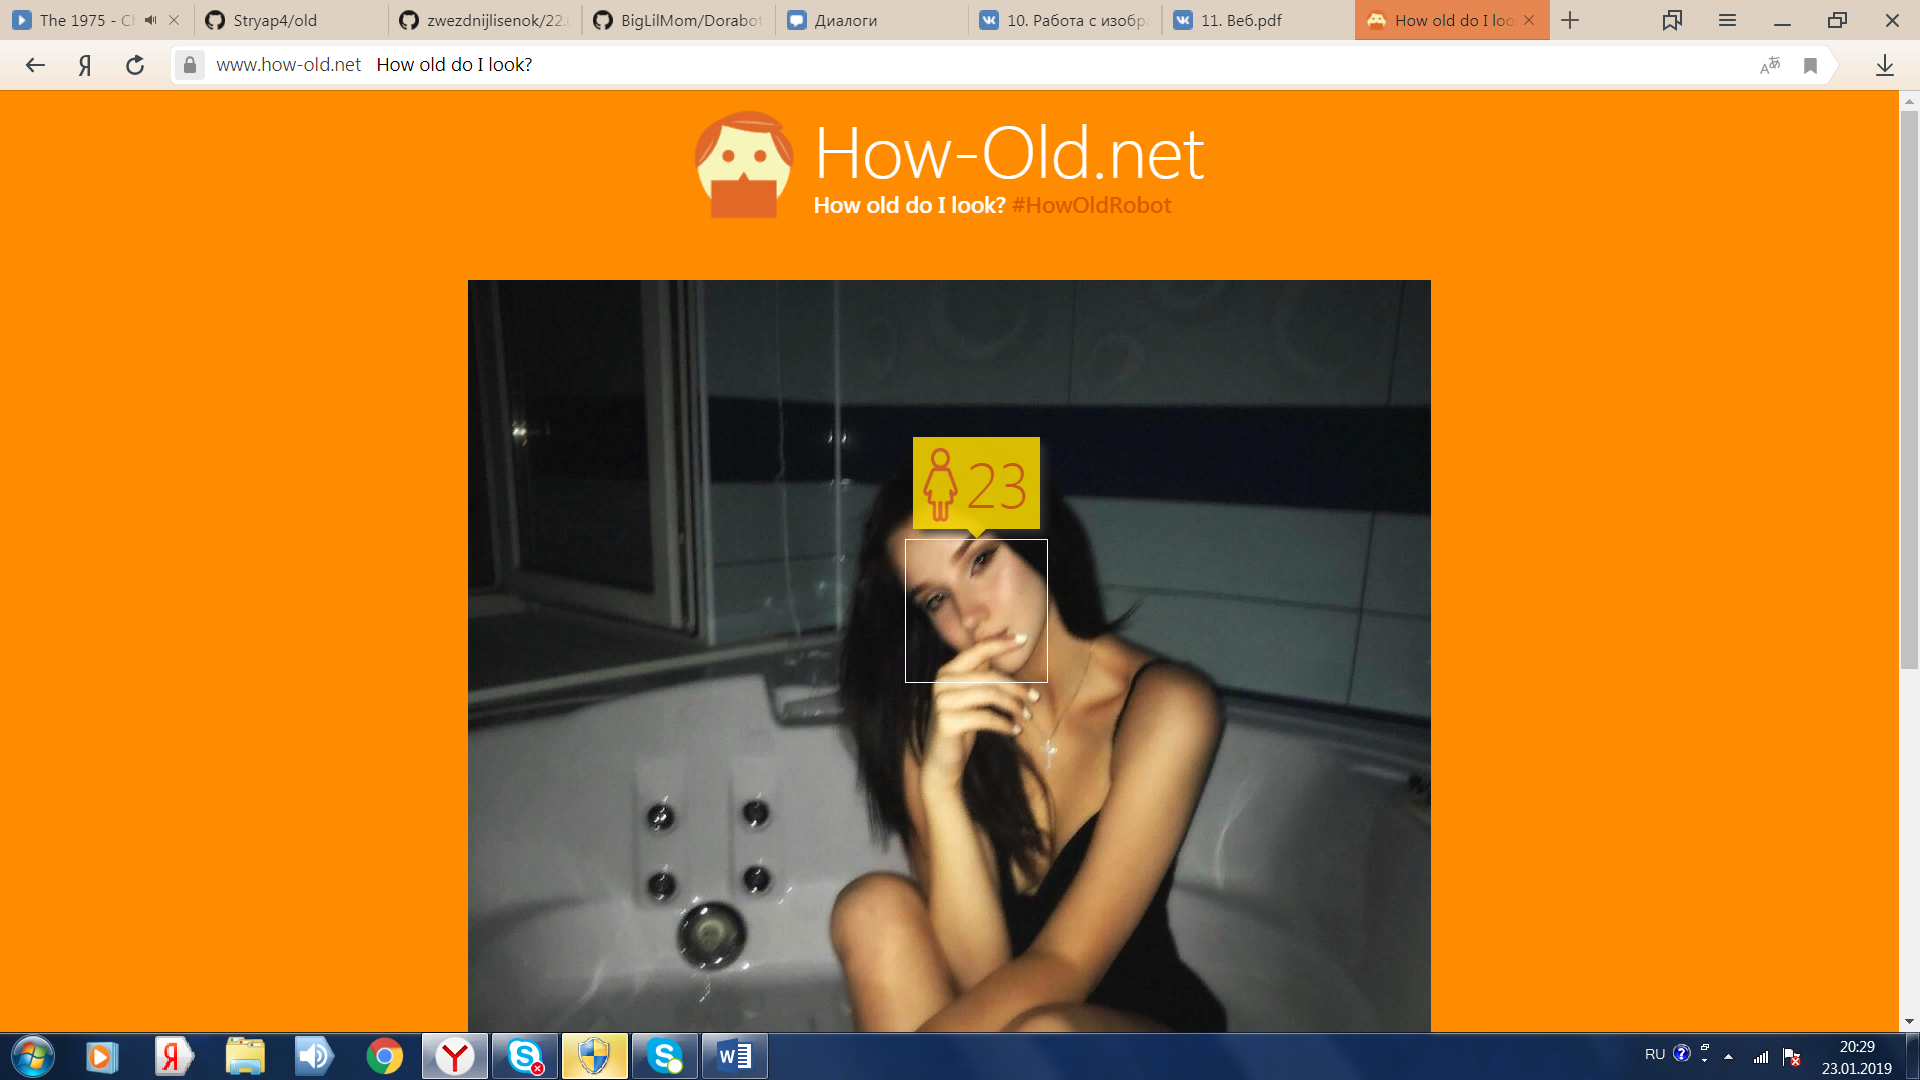 The 1975 - Ch
Stryap4/old
zwezdnijlisenok/22.
BigLilMom/Dorabot
Диалоги
10. Работа с изобра
11. Веб.pdf
How old do I loo
www.how-old.net How old do I look?
How-Old.net
How old do I look? #HowOldRobot
23
RU
20:29
23.01.2019